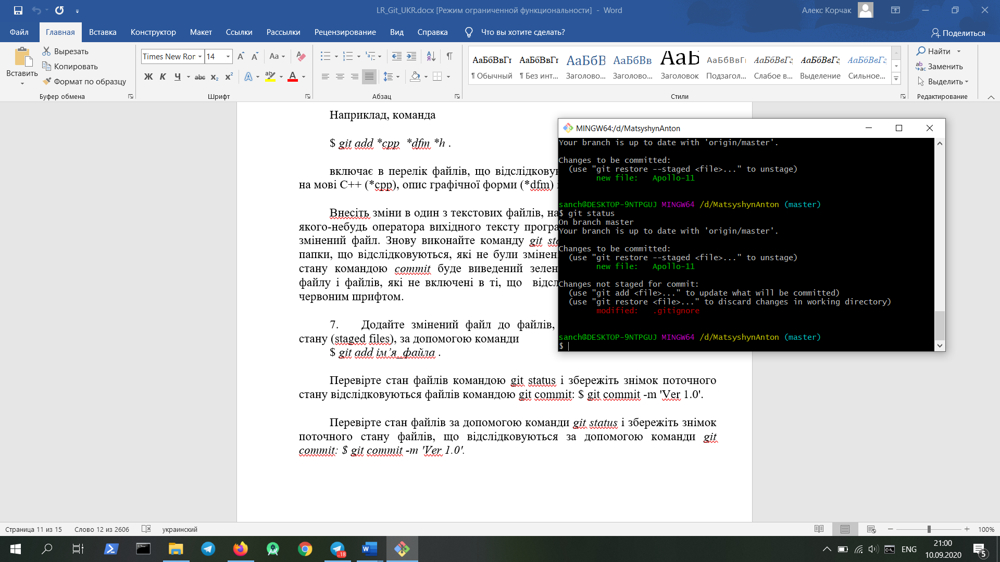 LR_Git_UKR.docx [Режим ограниченной функциональности] - Word
Алекс Корчак
Файл Главная Вставка Конструктор Макет Ссылки Рассылки Рецензирование Вид Справка Что вы хотите сделать? Поделиться
Вставить
Вырезать
Копировать
Формат по образцу
Буфер обмена
Times New Ror 14
Шрифт
Абзац
АаБбВвГг АаБбВвГг АаБбВ АаБбВв АаБ АаБбВвГг АаБбВвГг АаБбВвГг АаБбВвГг
¶ Обычный ¶ Без инт... Заголово... Заголово... Заголовок Подзагол... Слабое в... Выделение Сильное...
Стили
Найти
Заменить
Выделить
Редактирование
Наприклад, команда
$ git add *cpp *dfm *h .
включає в перелік файлів, що відслідкову
на мові С++ (*cpp), опис графічної форми (*dfm)
Внесіть зміни в один з текстових файлів, на
якого-небудь оператора вихідного тексту прогр
змінений файл. Знову виконайте команду git sta
папки, що відслідковуються, які не були змінен
стану командою commit буде виведений зелен
файлу і файлів, які не включені в ті, що відсл
червоним шрифтом.
7. Додайте змінений файл до файлів,
стану (staged files), за допомогою команди
$ git add ім’я_файла .
Перевірте стан файлів командою git status і збережіть знімок поточного
стану відслідковуються файлів командою git commit: $ git commit -m 'Ver 1.0'.
Перевірте стан файлів за допомогою команди git status і збережіть знімок
поточного стану файлів, що відслідковуються за допомогою команди git
commit: $ git commit -m 'Ver 1.0'.
MINGW64:/d/MatsyshynAnton
Your branch is up to date with 'origin/master'.
Changes to be committed:
(use "git restore --staged <file>..." to unstage)
new file: Apollo-11
sanch@DESKTOP-9NTPGUJ MINGW64 /d/MatsyshynAnton (master)
$ git status
On branch master
Your branch is up to date with 'origin/master'.
Changes to be committed:
(use "git restore --staged <file>..." to unstage)
new file: Apollo-11
Changes not staged for commit:
(use "git add <file>..." to update what will be committed)
(use "git restore <file>..." to discard changes in working directory)
modified: .gitignore
sanch@DESKTOP-9NTPGUJ MINGW64 /d/MatsyshynAnton (master)
$
Страница 11 из 15 Слово 12 из 2606 украинский 100%
ENG
21:00
10.09.2020
5
..18